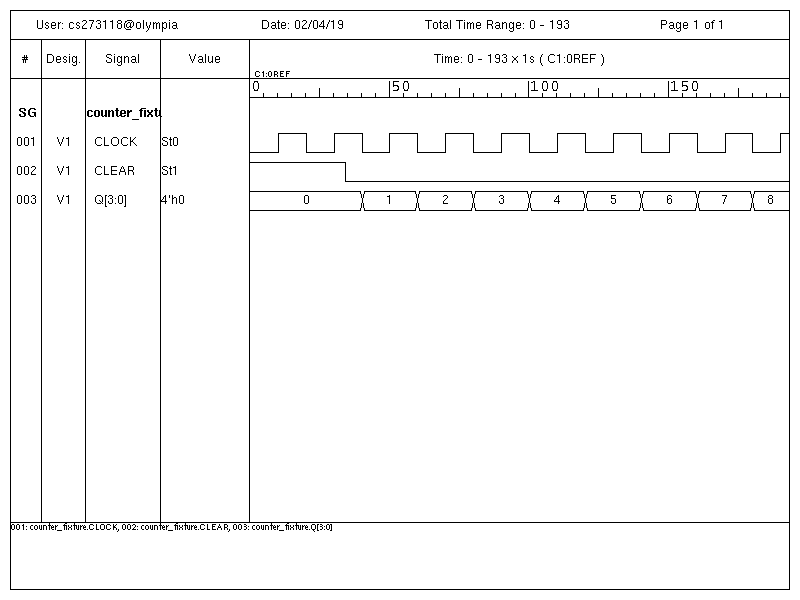 User: cs273118@olympia Date: 02/04/19 Total Time Range: 0 - 193 Page 1 of 1
# Desig. Signal Value Time: 0 - 193 x 1s ( C1:0REF )
C1:0REF
0 50 100 150
SG counter_fixtu
001 V1 CLOCK St0
002 V1 CLEAR St1
003 V1 Q[3:0] 4'h0 0 1 2 3 4 5 6 7 8
001: counter_fixture.CLOCK, 002: counter_fixture.CLEAR, 003: counter_fixture.Q[3:0]